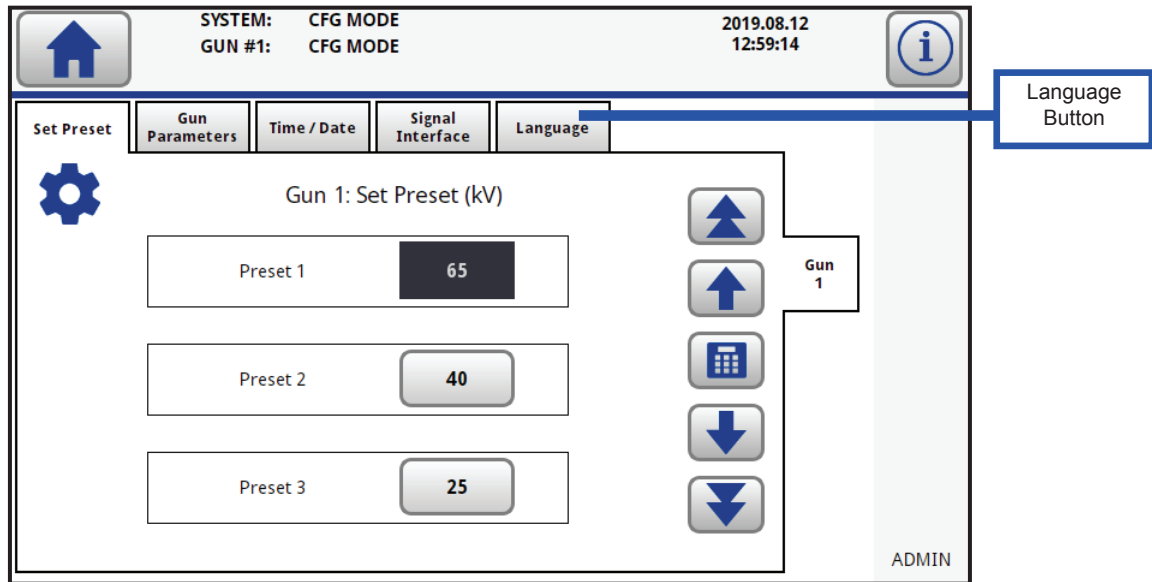 SYSTEM: CFG MODE
GUN #1: CFG MODE
2019.08.12
12:59:14
i
Language
Button
Set Preset
Gun
Parameters
Time / Date
Signal
Interface
Language
Gun 1: Set Preset (kV)
Preset 1 65
Gun
1
Preset 2 40
Preset 3 25
ADMIN